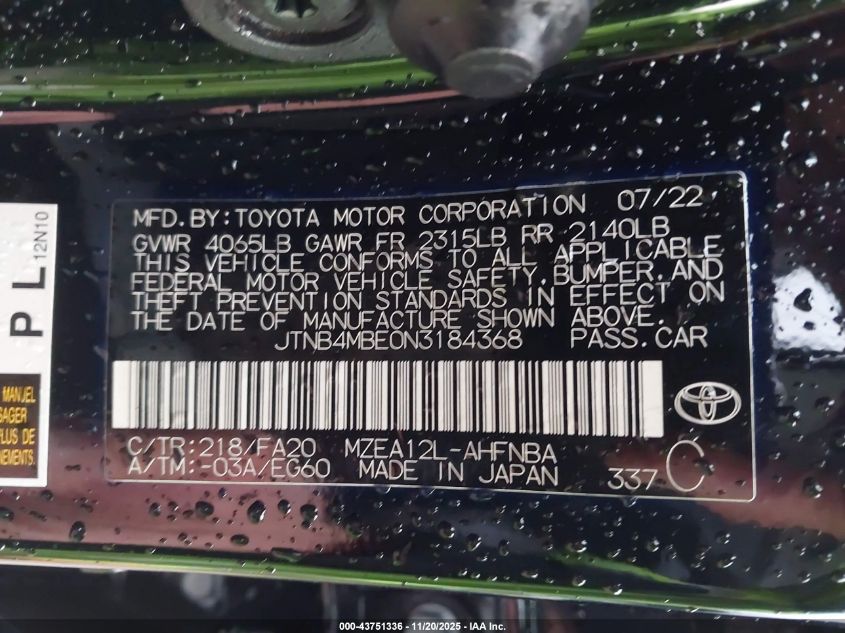 MFD.BY:TOYOTA MOTOR CORPORATION 07/22
GVWR 4065LB GAWR FR 2315LB RR 2140LB
THIS VEHICLE CONFORMS TO ALL APPLICABLE
FEDERAL MOTOR VEHICLE SAFETY,BUMPER,AND
THEFT PREVENTION STANDARDS IN EFFECT ON
THE DATE OF MANUFACTURE SHOWN ABOVE.
JTNB4MBE0N3184368 PASS.CAR
C/TR:218/FA20 MZEA12L-AHFNBA
A/TM:-03A/EG60 MADE IN JAPAN 337 C
P L
12N10
MANUEL
SAGER
PLUS DE
NEMENTS.
000-43751336 - 11/20/2025 - IAA Inc.